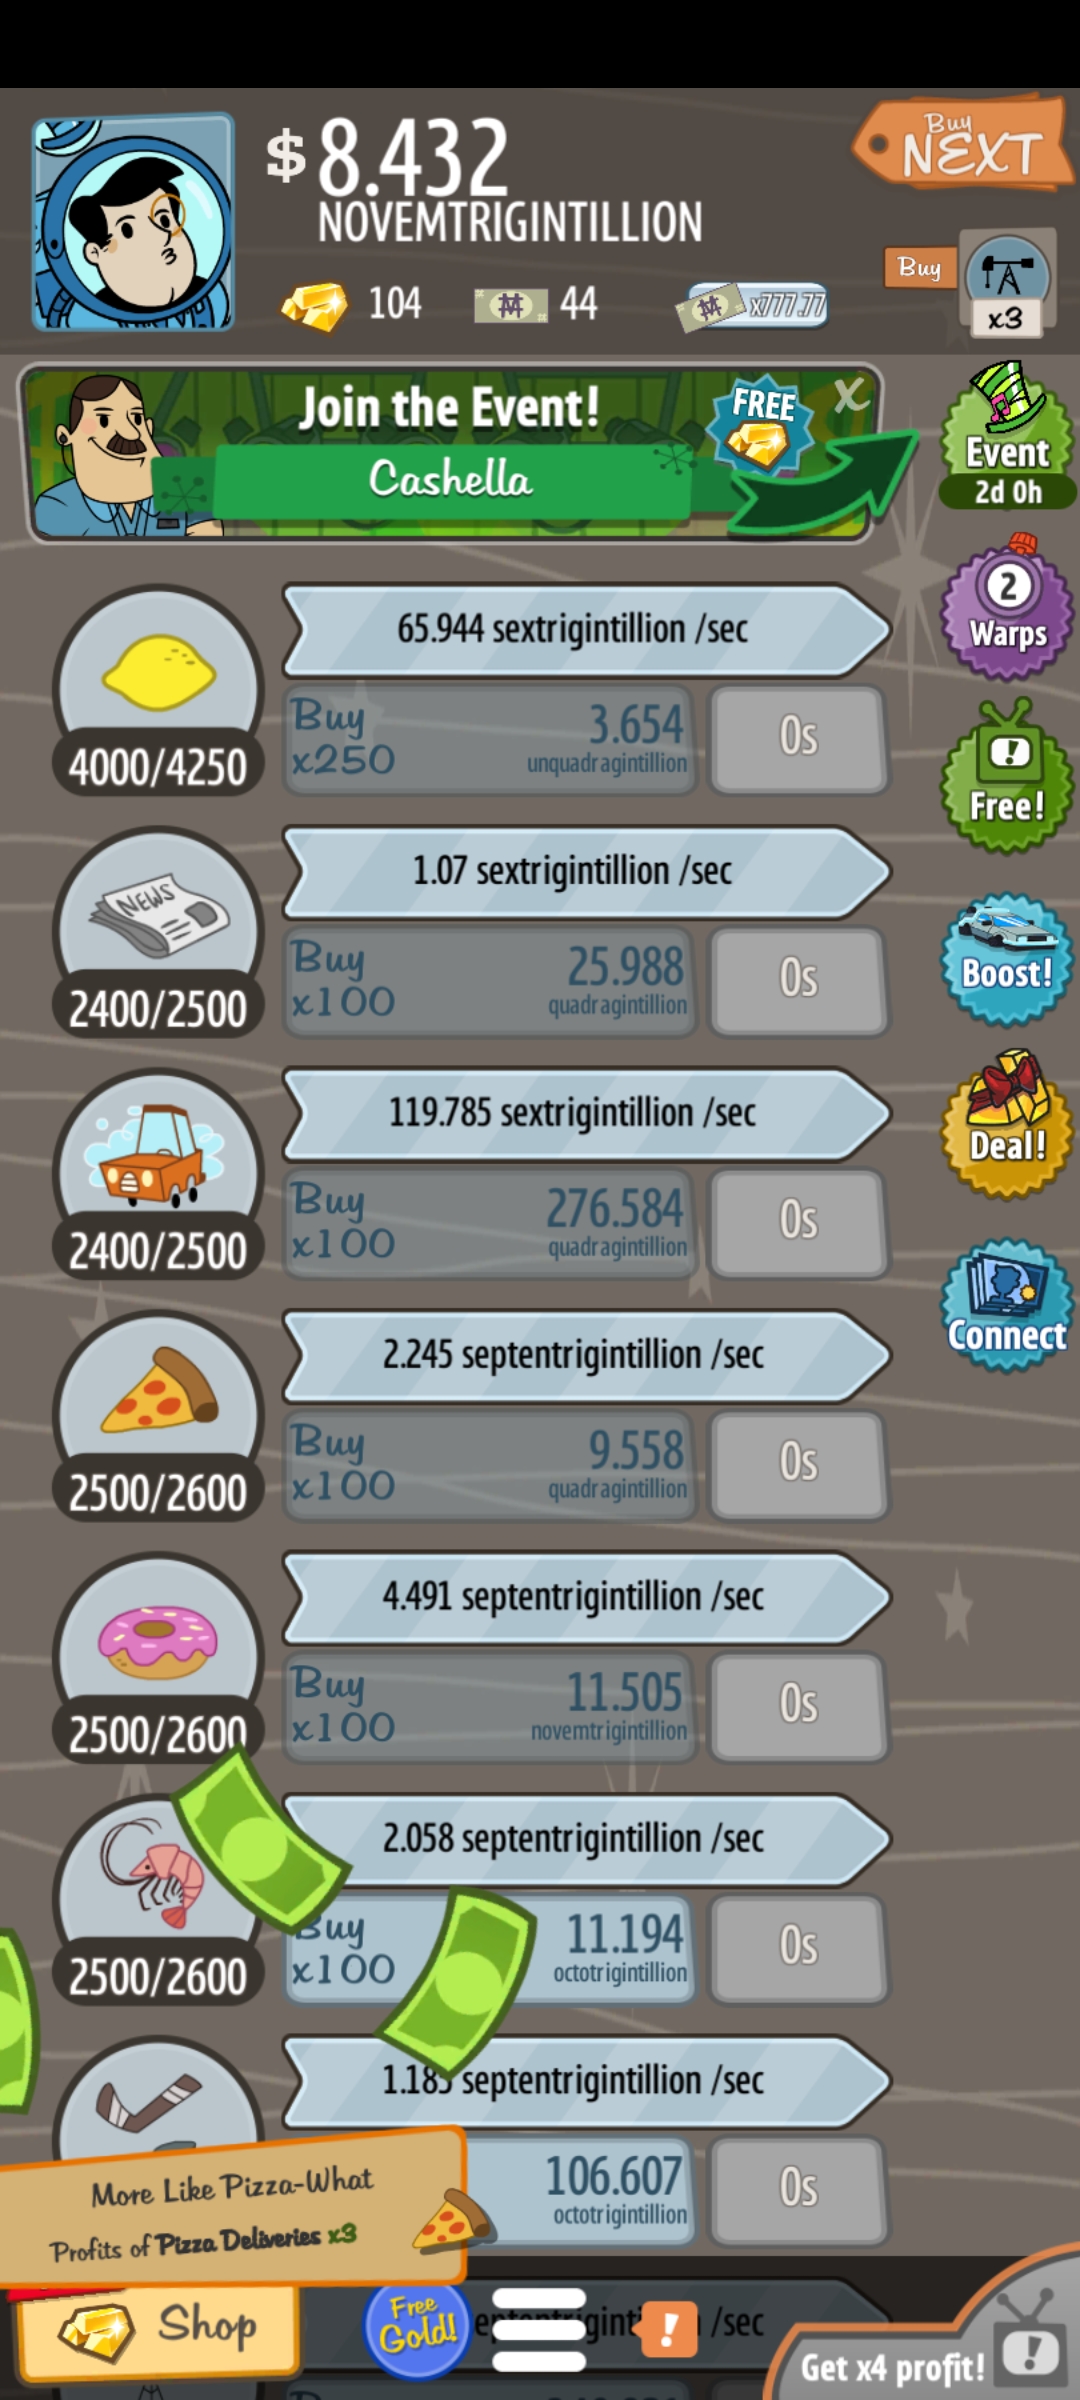 $8.432
NOVEMTRIGINTILLION
Buy
NEXT
104
44
x777.77
Buy
x3
Join the Event!
Cashella
FREE
X
Event
2d 0h
65.944 sextrigintillion /sec
4000/4250
Buy
x250
3.654
unquadragintillion
0s
2
Warps
1.07 sextrigintillion /sec
NEWS
2400/2500
Buy
x100
25.988
quadragintillion
0s
Free!
Boost!
119.785 sextrigintillion /sec
2400/2500
Buy
x100
276.584
quadragintillion
0s
Deal!
Connect
2.245 septentrigintillion /sec
2500/2600
Buy
x100
9.558
quadragintillion
0s
4.491 septentrigintillion /sec
2500/2600
Buy
x100
11.505
novemtrigintillion
0s
2.058 septentrigintillion /sec
2500/2600
Buy
x100
11.194
octotrigintillion
0s
1.185 septentrigintillion /sec
106.607
octotrigintillion
0s
More Like Pizza-What
Profits of Pizza Deliveries x3
Shop
Free
Gold!
/sec
Get x4 profit!